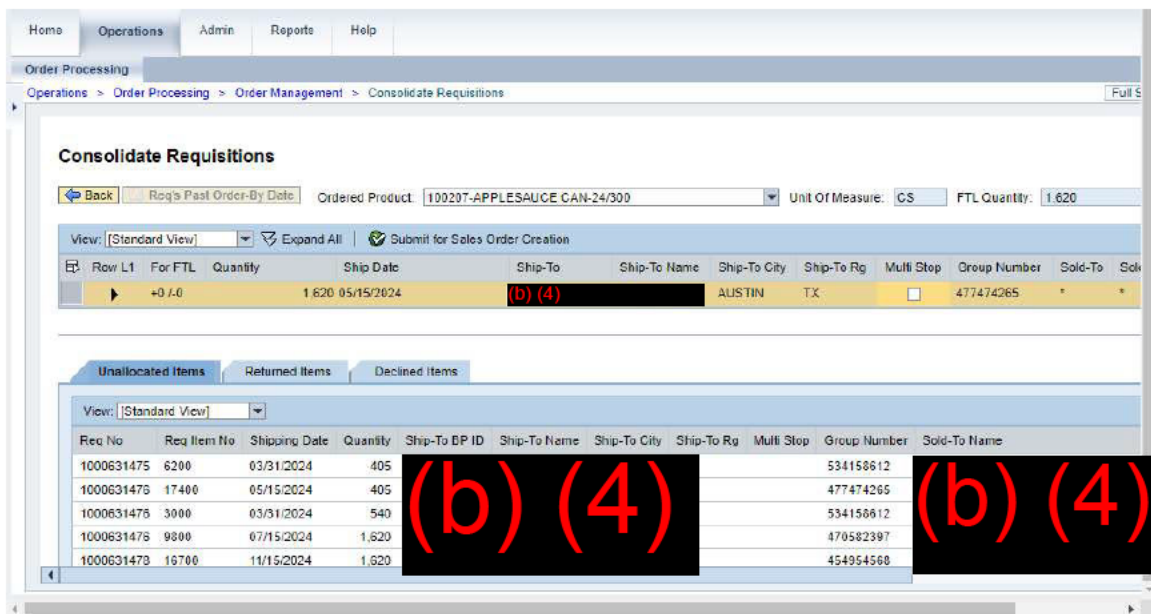 Home Operations Admin Reports Help
Order Processing
Operations > Order Processing > Order Management > Consolidate Requisitions Full S
Consolidate Requisitions
Back Req's Past Order-By Date Ordered Product: 100207-APPLESAUCE CAN-24/300 Unit Of Measure: CS FTL Quantity: 1,620
View: [Standard View] Expand All | Submit for Sales Order Creation
Row L1 For FTL Quantity Ship Date Ship-To Ship-To Name Ship-To City Ship-To Rg Multi Stop Group Number Sold-To Sold
+0 /-0 1,620 05/15/2024 (b) (4) AUSTIN TX 477474265 * *
Unallocated Items Returned Items Declined Items
View: [Standard View]
Req No Req Item No Shipping Date Quantity Ship-To BP ID Ship-To Name Ship-To City Ship-To Rg Multi Stop Group Number Sold-To Name
1000631475 6200 03/31/2024 405 534158612
1000631476 17400 05/15/2024 405 477474265
1000631476 3000 03/31/2024 540 534158612
(b) (4) (b) (4)
1000631476 9800 07/15/2024 1,620 470582397
1000631478 16700 11/15/2024 1,620 454954568